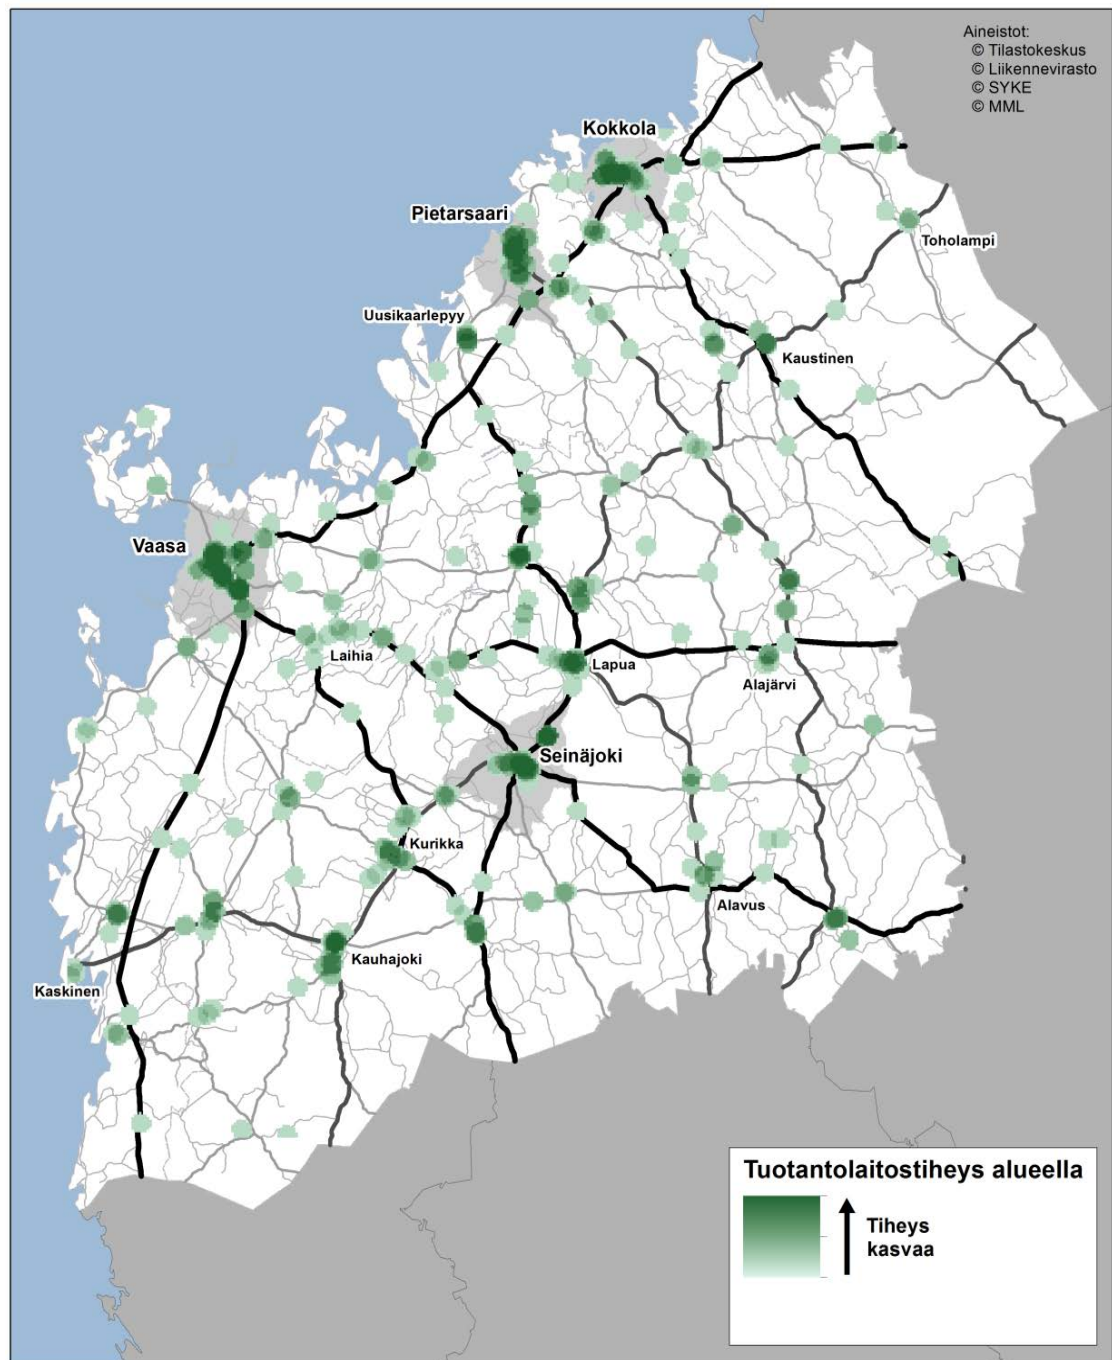 Aineistot:
© Tilastokeskus
© Liikennevirasto
© SYKE
© MML
Kokkola
Pietarsaari
Toholampi
Uusikaarlepyy
Kaustinen
Vaasa
Laihia
Lapua
Alajärvi
Seinäjoki
Kurikka
Alavus
Kauhajoki
Kaskinen
Tuotantolaitostiheys alueella
Tiheys
kasvaa